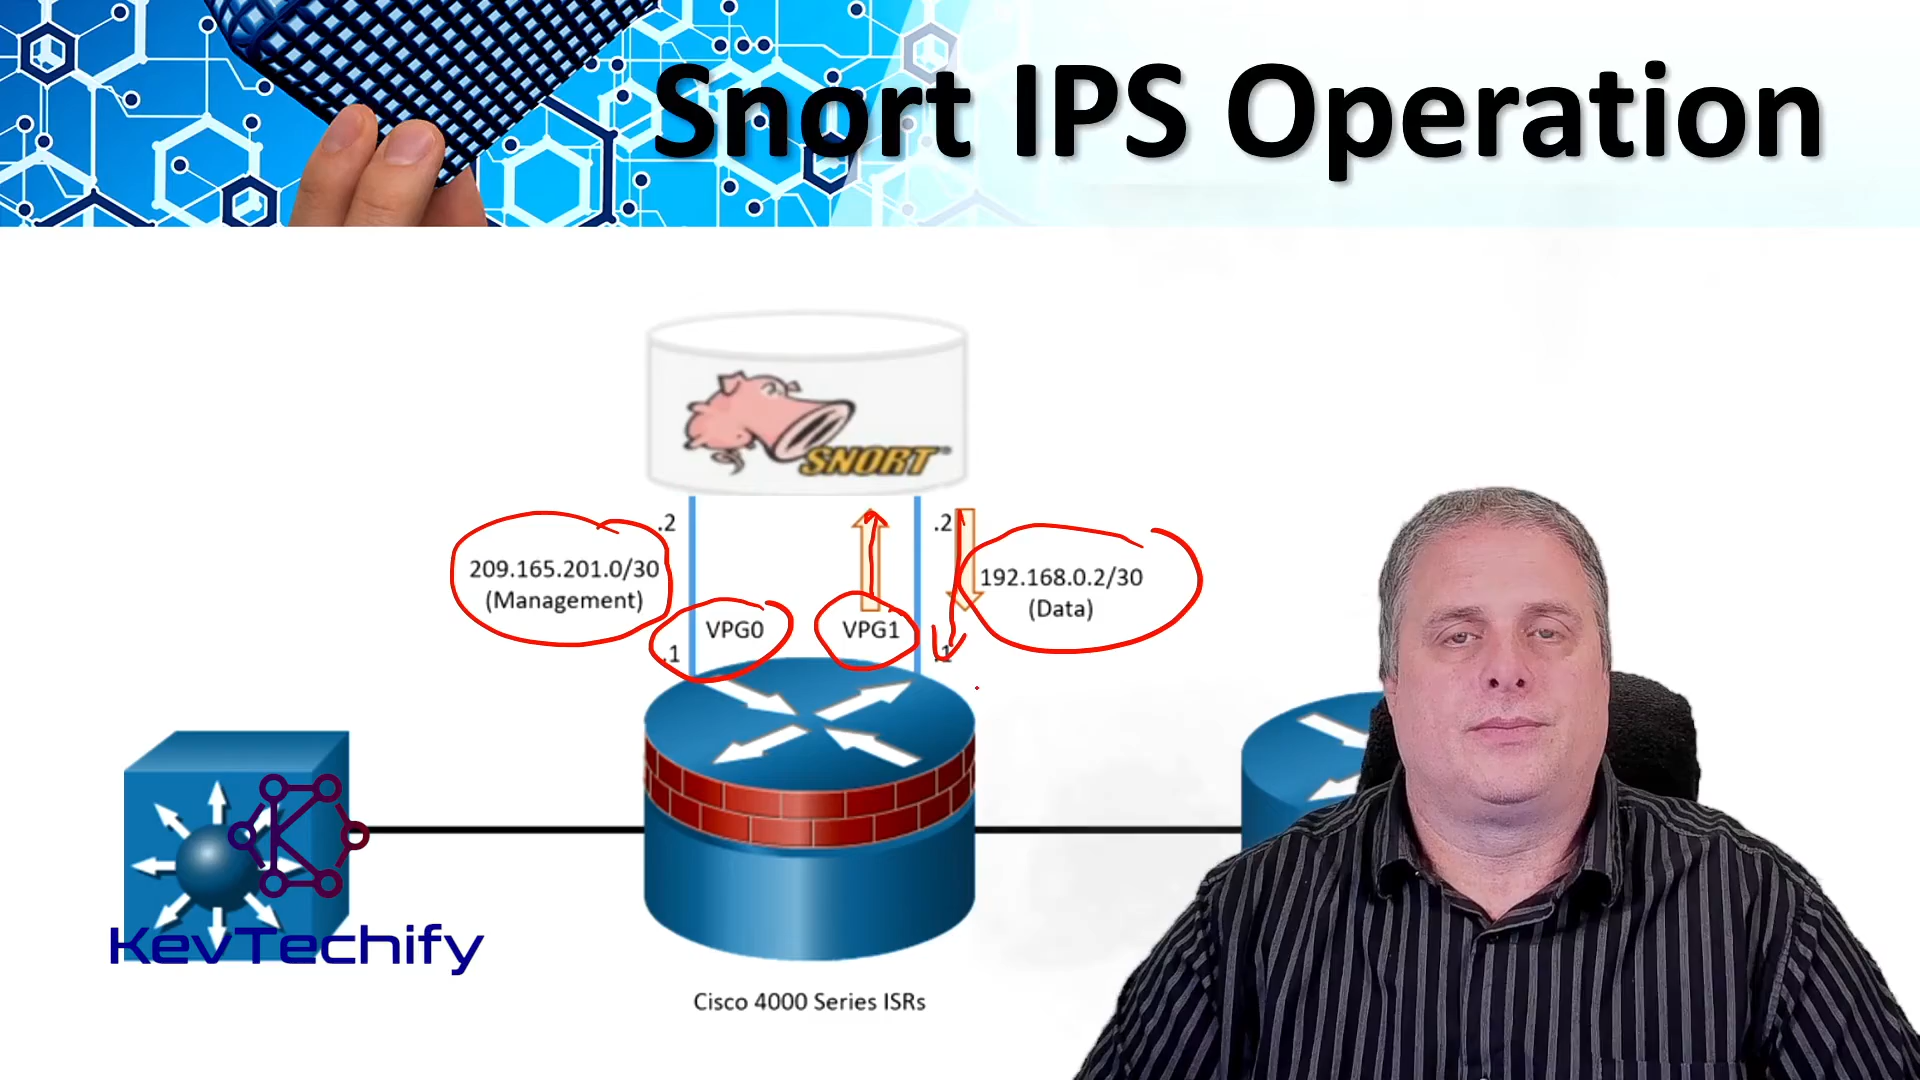 Snort IPS Operation
SNORT
.2
.2
209.165.201.0/30
(Management)
192.168.0.2/30
(Data)
VPG0
VPG1
.1
.1
KevTechify
Cisco 4000 Series ISRs